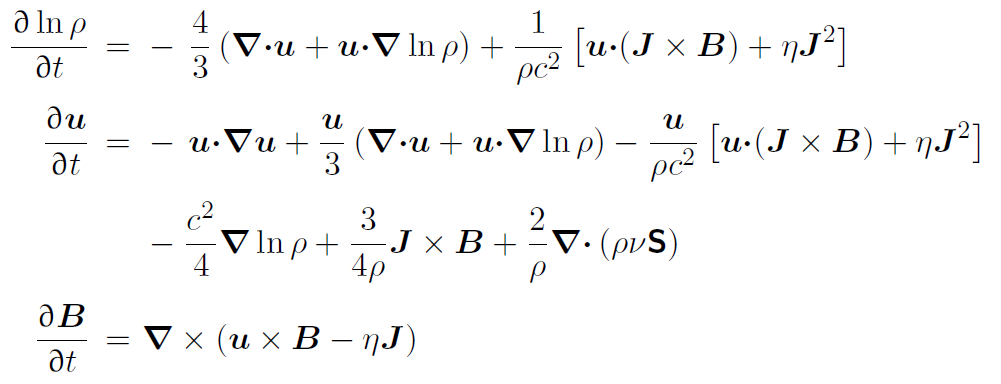 ∂ ln ρ/∂t = − 4/3 (∇·u + u·∇ ln ρ) + 1/ρc² [u·(J × B) + ηJ²]
∂u/∂t = − u·∇u + u/3 (∇·u + u·∇ ln ρ) − u/ρc² [u·(J × B) + ηJ²]
− c²/4 ∇ ln ρ + 3/4ρ J × B + 2/ρ ∇· (ρνS)
∂B/∂t = ∇ × (u × B − ηJ)